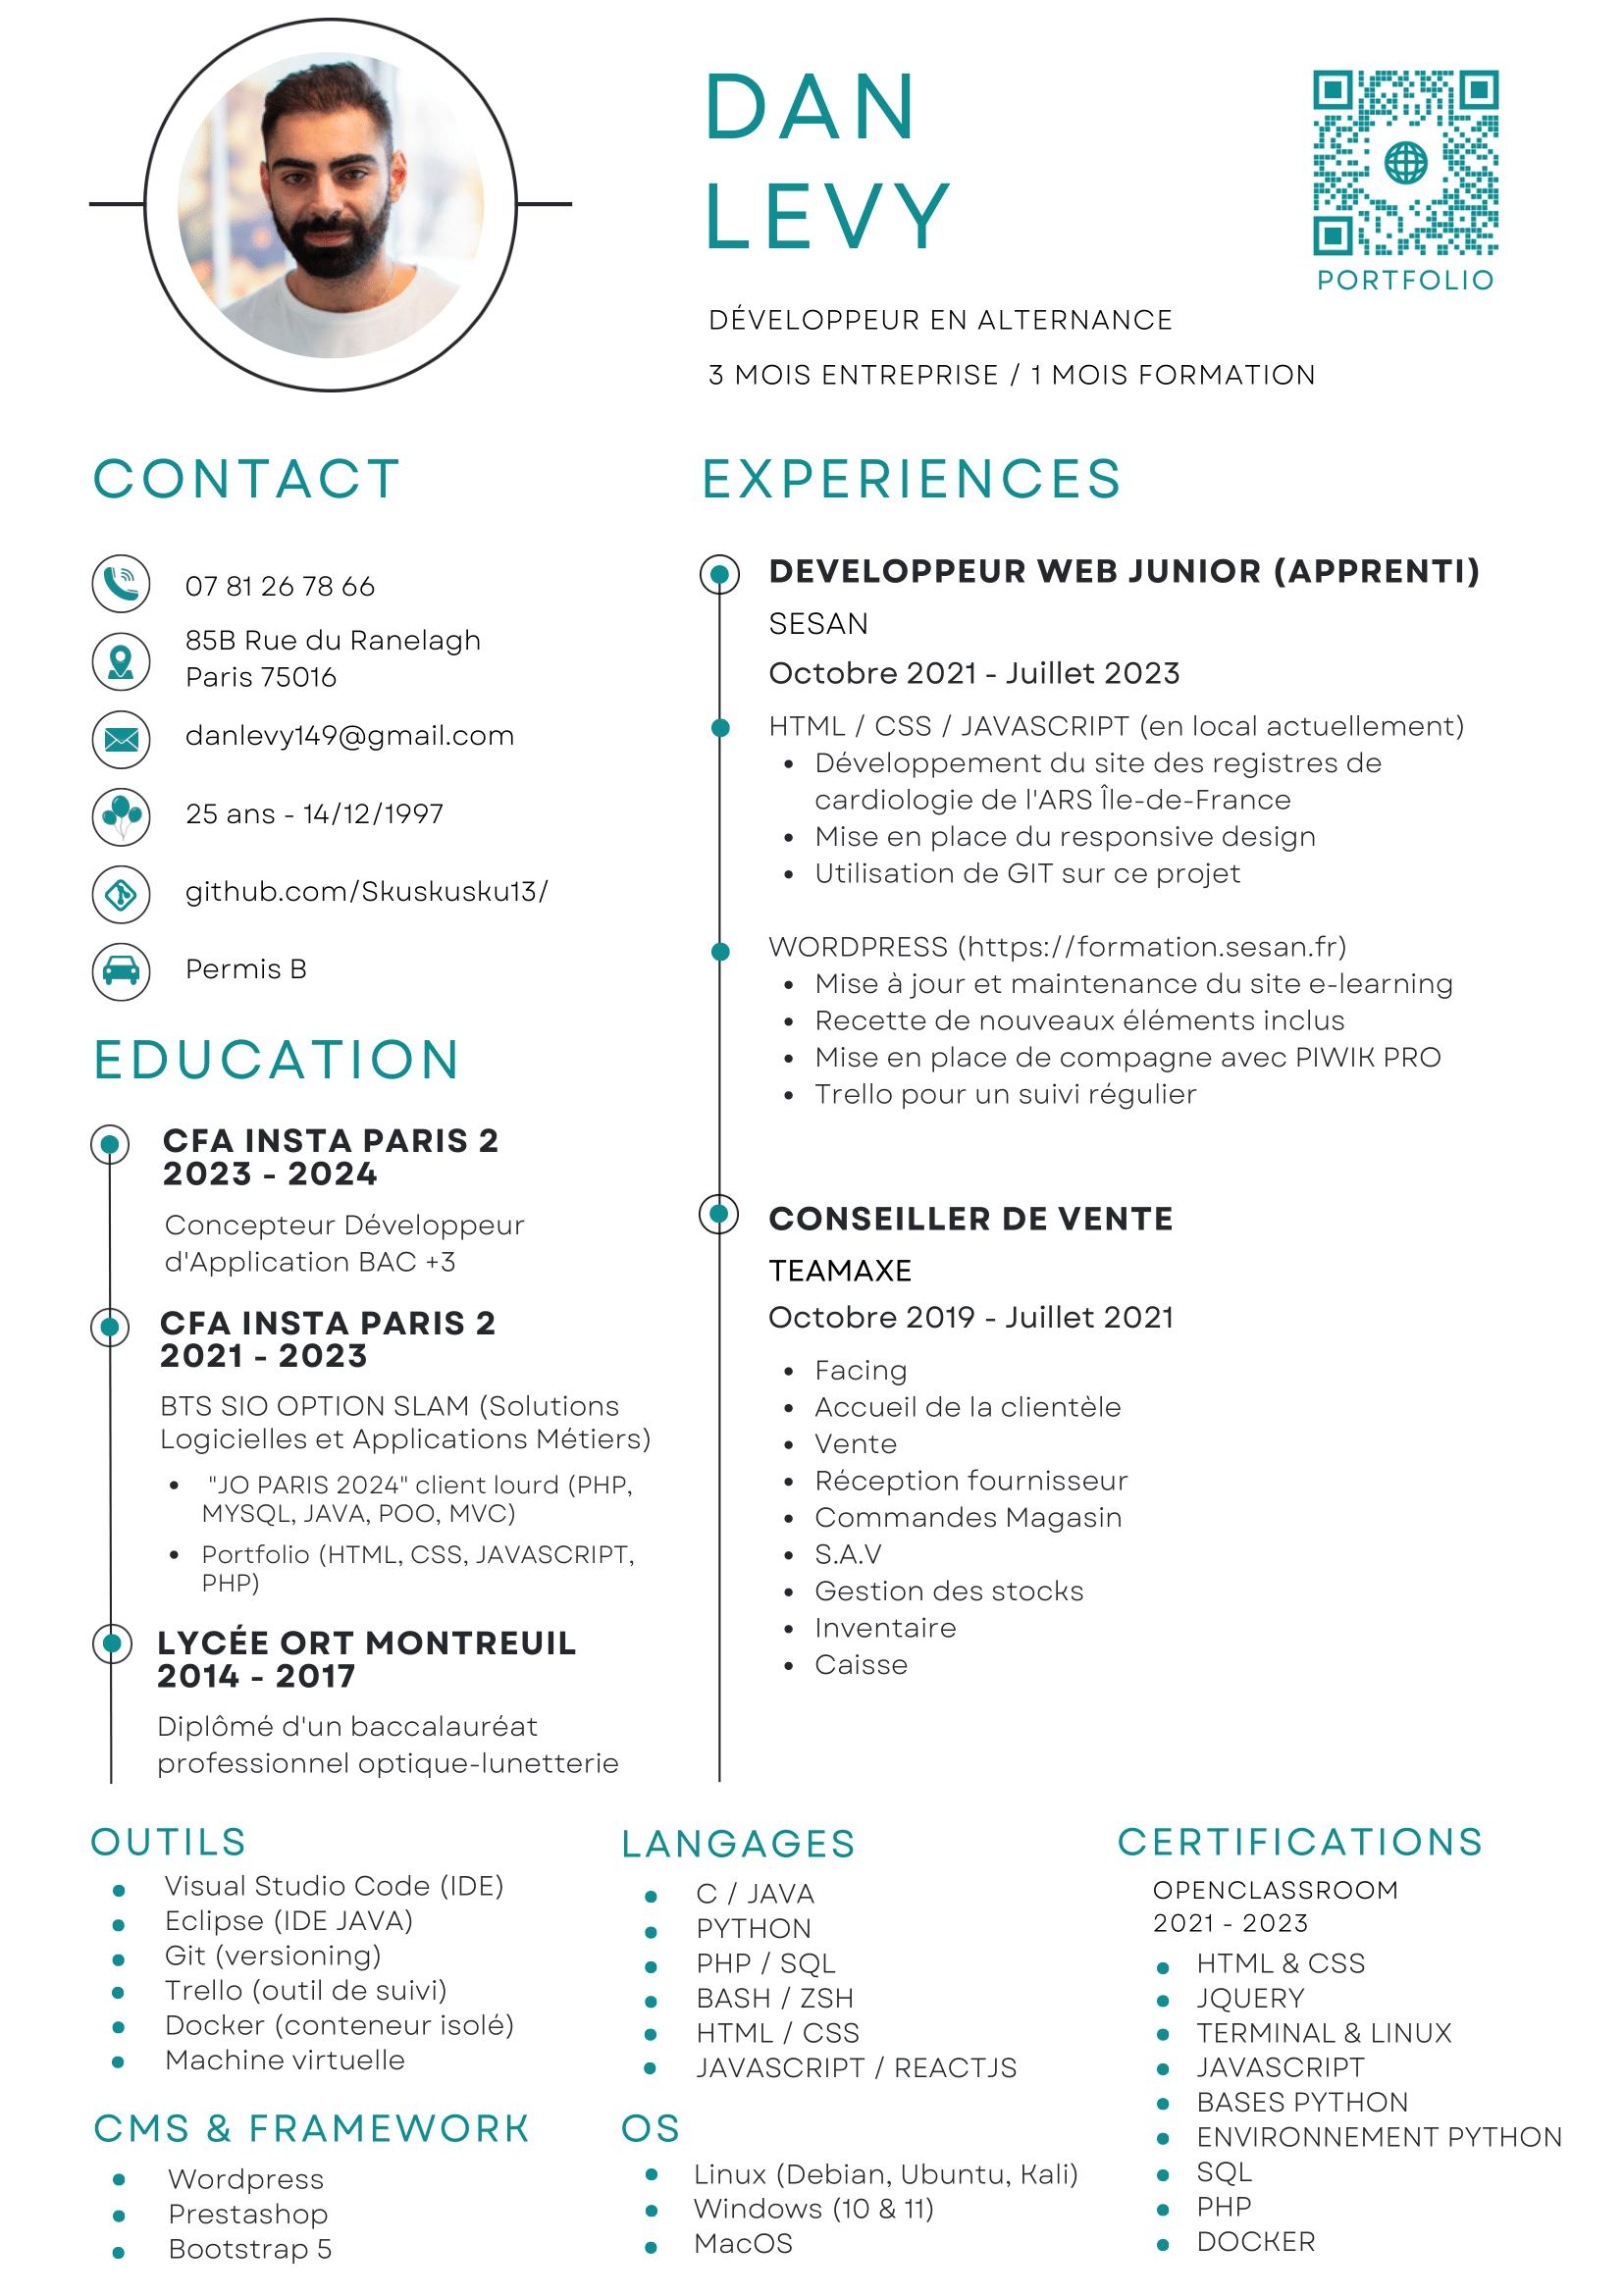 DAN
LEVY
PORTFOLIO
DÉVELOPPEUR EN ALTERNANCE
3 MOIS ENTREPRISE / 1 MOIS FORMATION
CONTACT
07 81 26 78 66
85B Rue du Ranelagh
Paris 75016
danlevy149@gmail.com
25 ans - 14/12/1997
github.com/Skuskusku13/
Permis B
EDUCATION
CFA INSTA PARIS 2
2023 - 2024
Concepteur Développeur
d'Application BAC +3
CFA INSTA PARIS 2
2021 - 2023
BTS SIO OPTION SLAM (Solutions
Logicielles et Applications Métiers)
• "JO PARIS 2024" client lourd (PHP,
MYSQL, JAVA, POO, MVC)
• Portfolio (HTML, CSS, JAVASCRIPT,
PHP)
LYCÉE ORT MONTREUIL
2014 - 2017
Diplômé d'un baccalauréat
professionnel optique-lunetterie
EXPERIENCES
DEVELOPPEUR WEB JUNIOR (APPRENTI)
SESAN
Octobre 2021 - Juillet 2023
HTML / CSS / JAVASCRIPT (en local actuellement)
• Développement du site des registres de
cardiologie de l'ARS Île-de-France
• Mise en place du responsive design
• Utilisation de GIT sur ce projet
WORDPRESS (https://formation.sesan.fr)
• Mise à jour et maintenance du site e-learning
• Recette de nouveaux éléments inclus
• Mise en place de compagne avec PIWIK PRO
• Trello pour un suivi régulier
CONSEILLER DE VENTE
TEAMAXE
Octobre 2019 - Juillet 2021
• Facing
• Accueil de la clientèle
• Vente
• Réception fournisseur
• Commandes Magasin
• S.A.V
• Gestion des stocks
• Inventaire
• Caisse
OUTILS
• Visual Studio Code (IDE)
• Eclipse (IDE JAVA)
• Git (versioning)
• Trello (outil de suivi)
• Docker (conteneur isolé)
• Machine virtuelle
CMS & FRAMEWORK
• Wordpress
• Prestashop
• Bootstrap 5
LANGAGES
• C / JAVA
• PYTHON
• PHP / SQL
• BASH / ZSH
• HTML / CSS
• JAVASCRIPT / REACTJS
OS
• Linux (Debian, Ubuntu, Kali)
• Windows (10 & 11)
• MacOS
CERTIFICATIONS
OPENCLASSROOM
2021 - 2023
• HTML & CSS
• JQUERY
• TERMINAL & LINUX
• JAVASCRIPT
• BASES PYTHON
• ENVIRONNEMENT PYTHON
• SQL
• PHP
• DOCKER